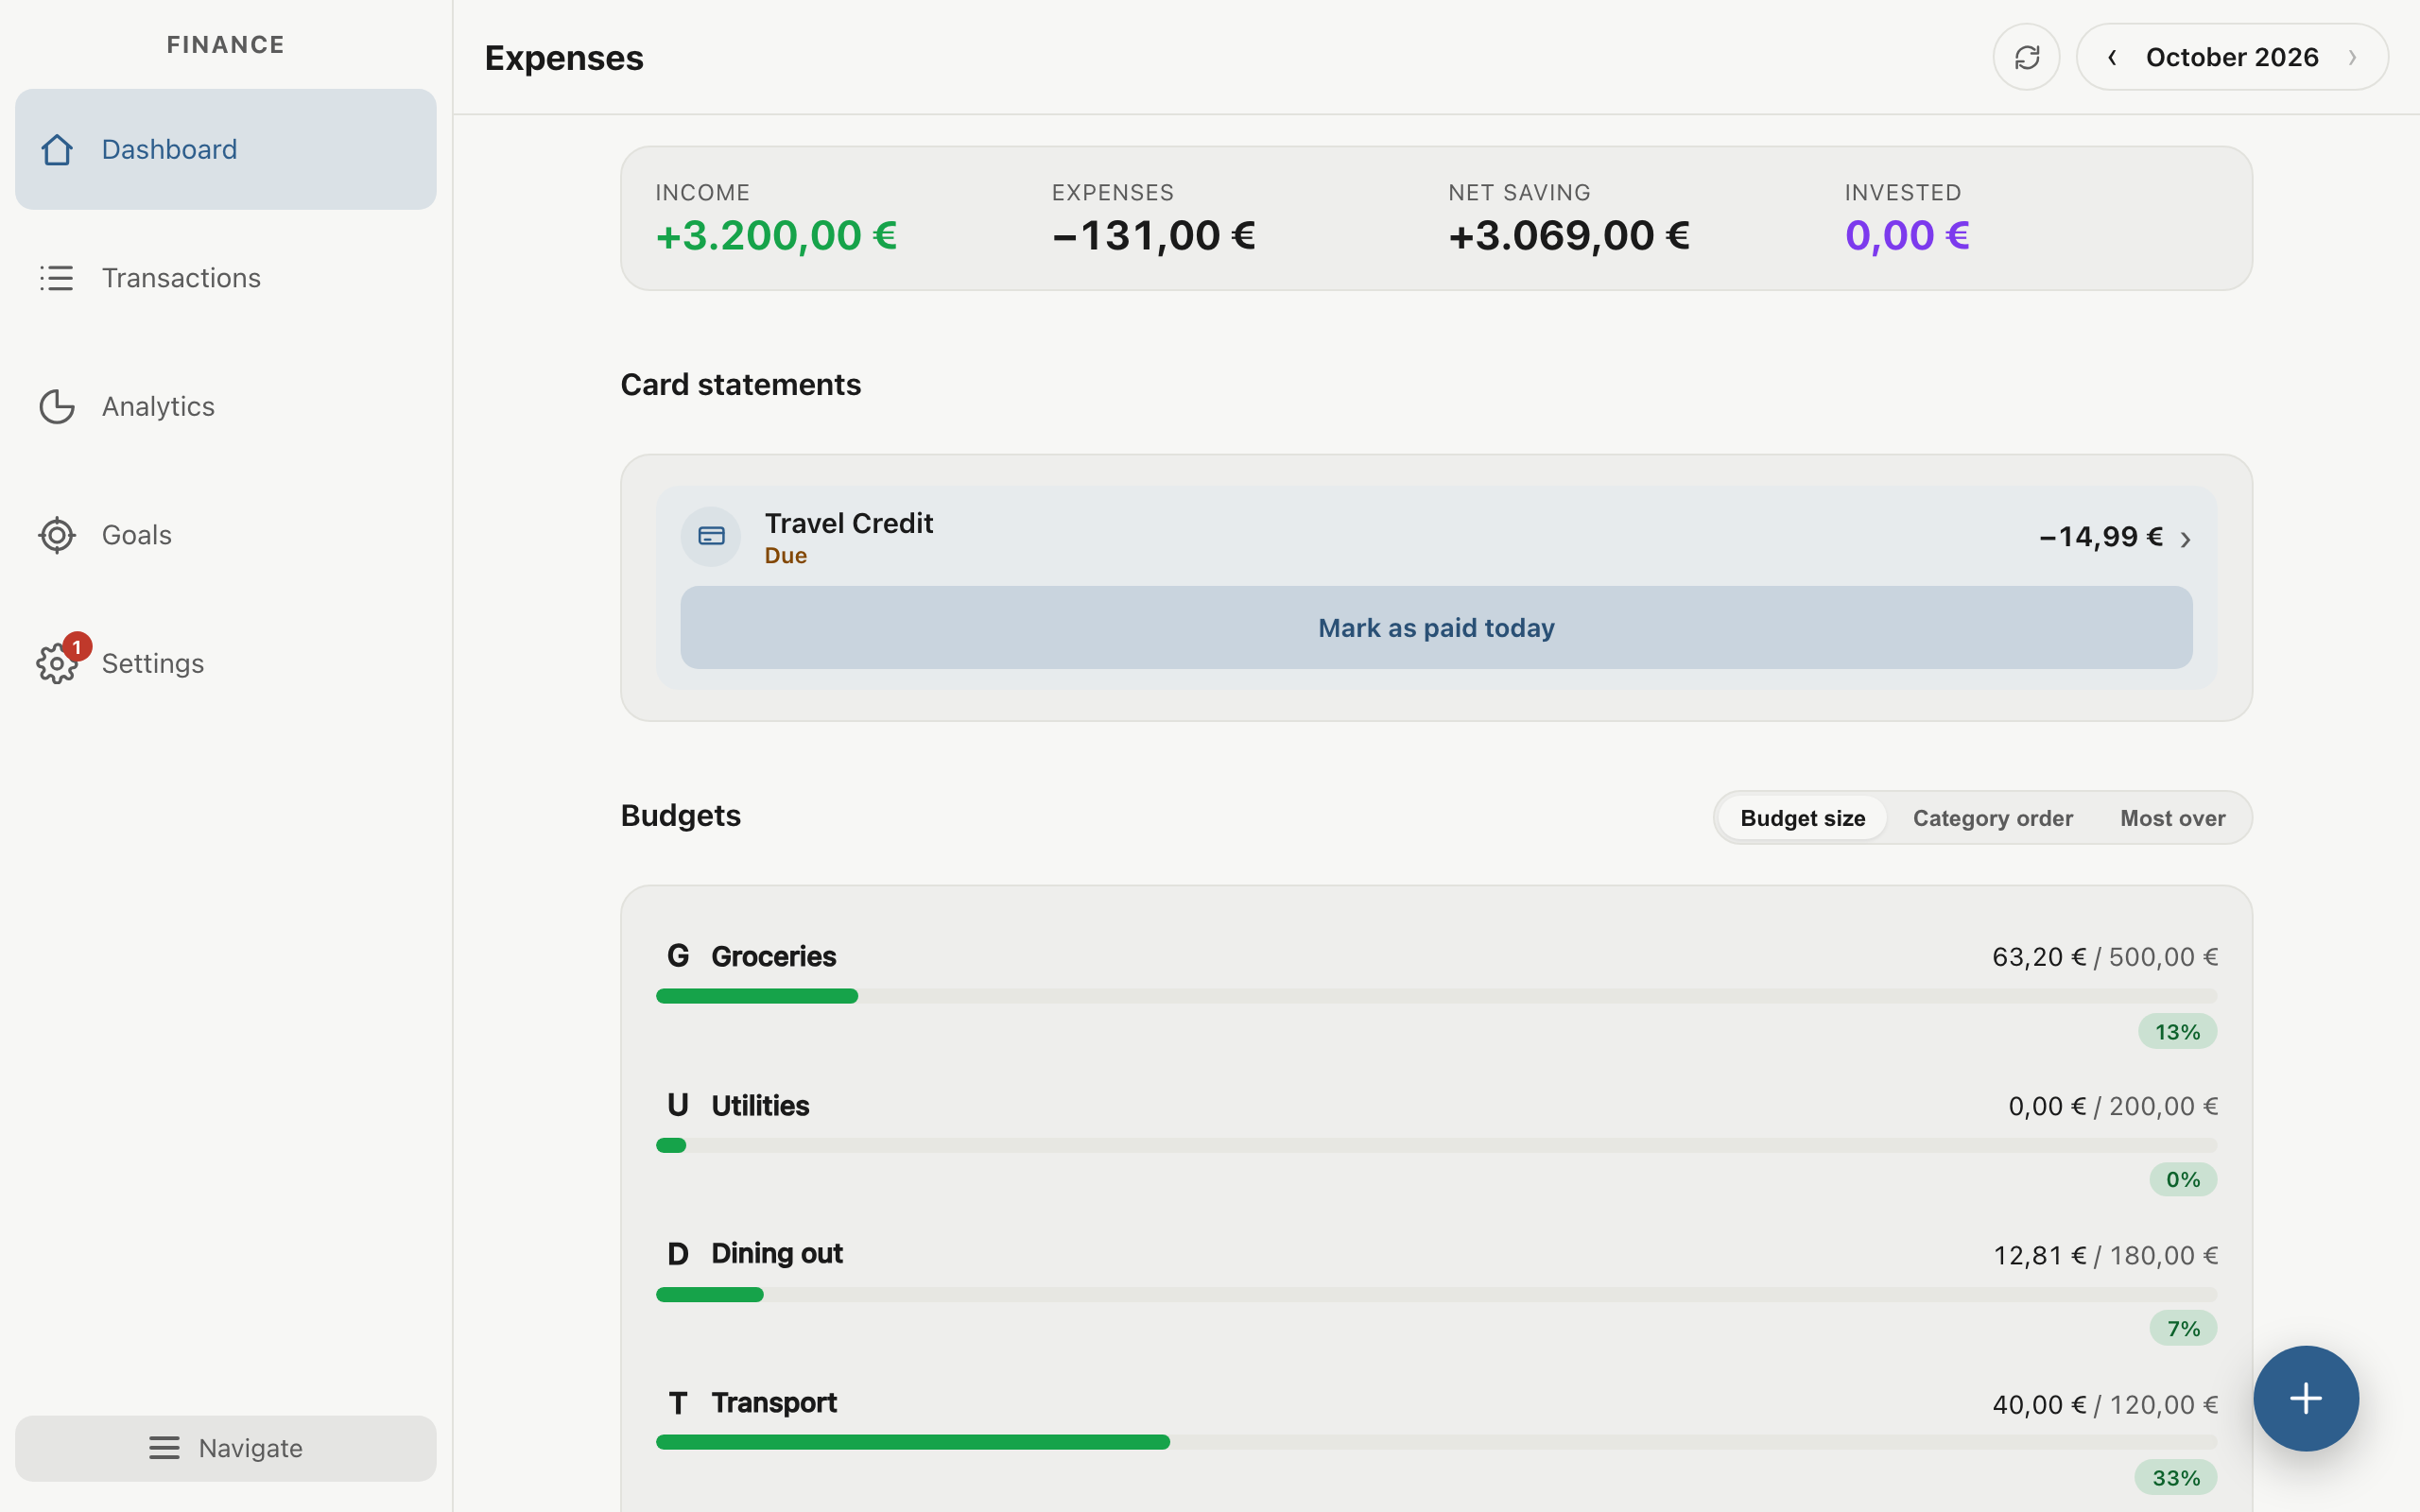 FINANCE
Dashboard
Transactions
Analytics
Goals
1
Settings
Navigate
Expenses
‹ October 2026 ›
INCOME
+3.200,00 €
EXPENSES
−131,00 €
NET SAVING
+3.069,00 €
INVESTED
0,00 €
Card statements
Travel Credit
Due
−14,99 € ›
Mark as paid today
Budgets
Budget size Category order Most over
G Groceries 63,20 € / 500,00 €
13%
U Utilities 0,00 € / 200,00 €
0%
D Dining out 12,81 € / 180,00 €
7%
T Transport 40,00 € / 120,00 €
33%
+